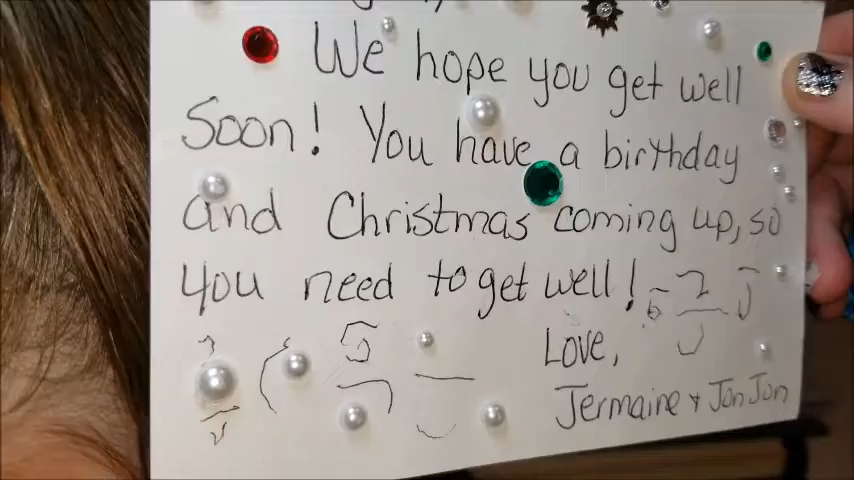 We hope you get well
Soon! You have a birthday
and Christmas coming up, so
you need to get well!
Love,
Jermaine & Jon Jon